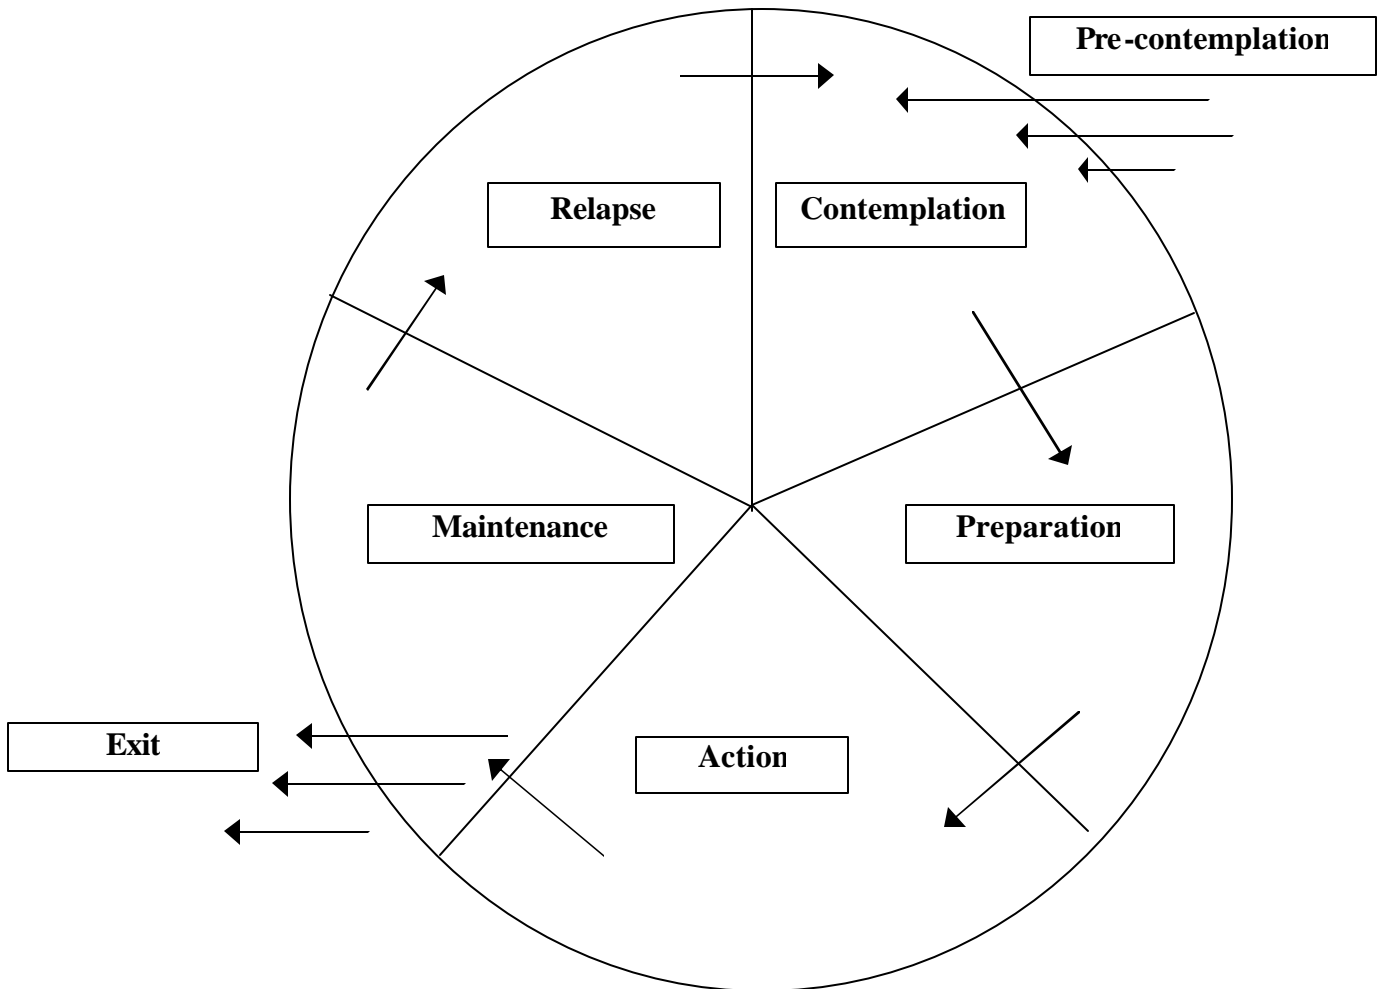 Pre-contemplation
Relapse
Contemplation
Maintenance
Preparation
Exit
Action